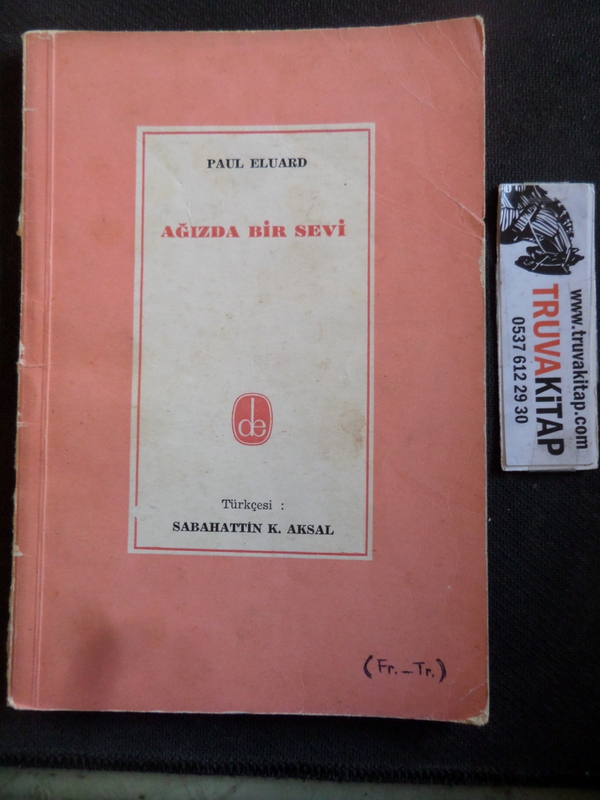 PAUL ELUARD
AĞIZDA BİR SEVİ
de
Türkçesi :
SABAHATTİN K. AKSAL
(Fr. - Tr.)
www.truvakitap.com
TRUVAKİTAP
0537 612 29 30